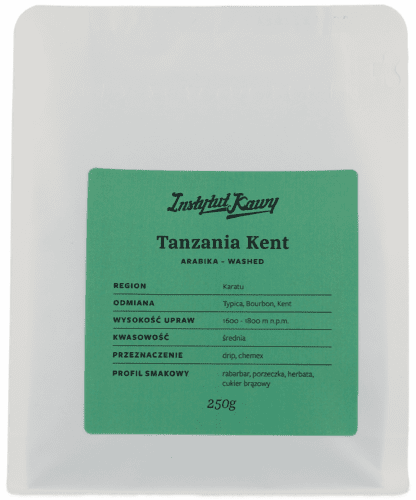 Instytut Kawy
Tanzania Kent
ARABIKA - WASHED
REGION Karatu
ODMIANA Typica, Bourbon, Kent
WYSOKOŚĆ UPRAW 1600 - 1800 m n.p.m.
KWASOWOŚĆ średnia
PRZEZNACZENIE drip, chemex
PROFIL SMAKOWY rabarbar, porzeczka, herbata,
cukier brązowy
250g